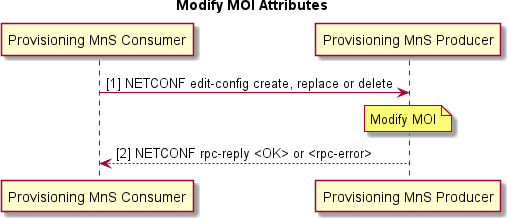 Modify MOI Attributes
Provisioning MnS Consumer
Provisioning MnS Producer
[1] NETCONF edit-config create, replace or delete
Modify MOI
[2] NETCONF rpc-reply <OK> or <rpc-error>
Provisioning MnS Consumer
Provisioning MnS Producer